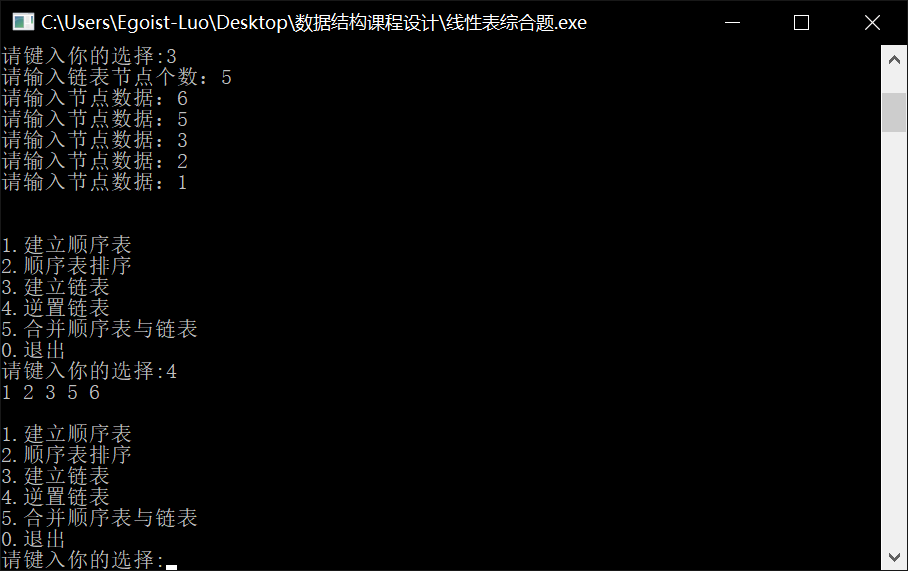 C:\Users\Egoist-Luo\Desktop\数据结构课程设计\线性表综合题.exe
请键入你的选择:3
请输入链表节点个数：5
请输入节点数据：6
请输入节点数据：5
请输入节点数据：3
请输入节点数据：2
请输入节点数据：1
1.建立顺序表
2.顺序表排序
3.建立链表
4.逆置链表
5.合并顺序表与链表
0.退出
请键入你的选择:4
1 2 3 5 6
1.建立顺序表
2.顺序表排序
3.建立链表
4.逆置链表
5.合并顺序表与链表
0.退出
请键入你的选择: